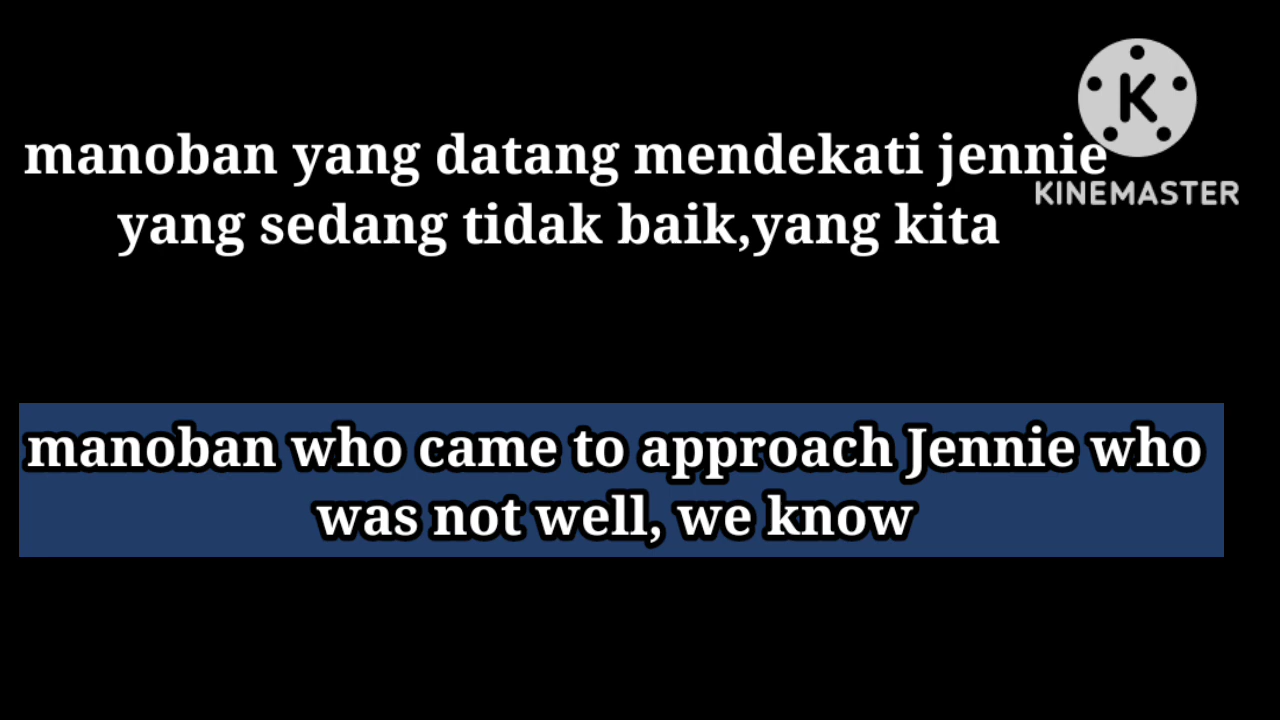 manoban yang datang mendekati jennie
yang sedang tidak baik,yang kita
K
KINEMASTER
manoban who came to approach Jennie who
was not well, we know